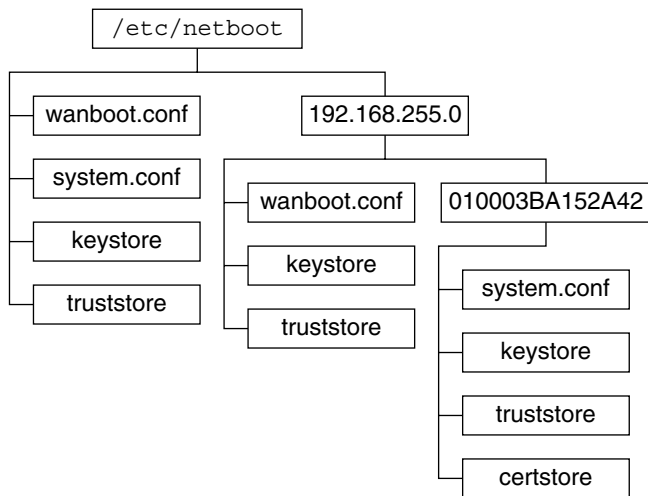 /etc/netboot
wanboot.conf
system.conf
keystore
truststore
192.168.255.0
wanboot.conf
keystore
truststore
010003BA152A42
system.conf
keystore
truststore
certstore